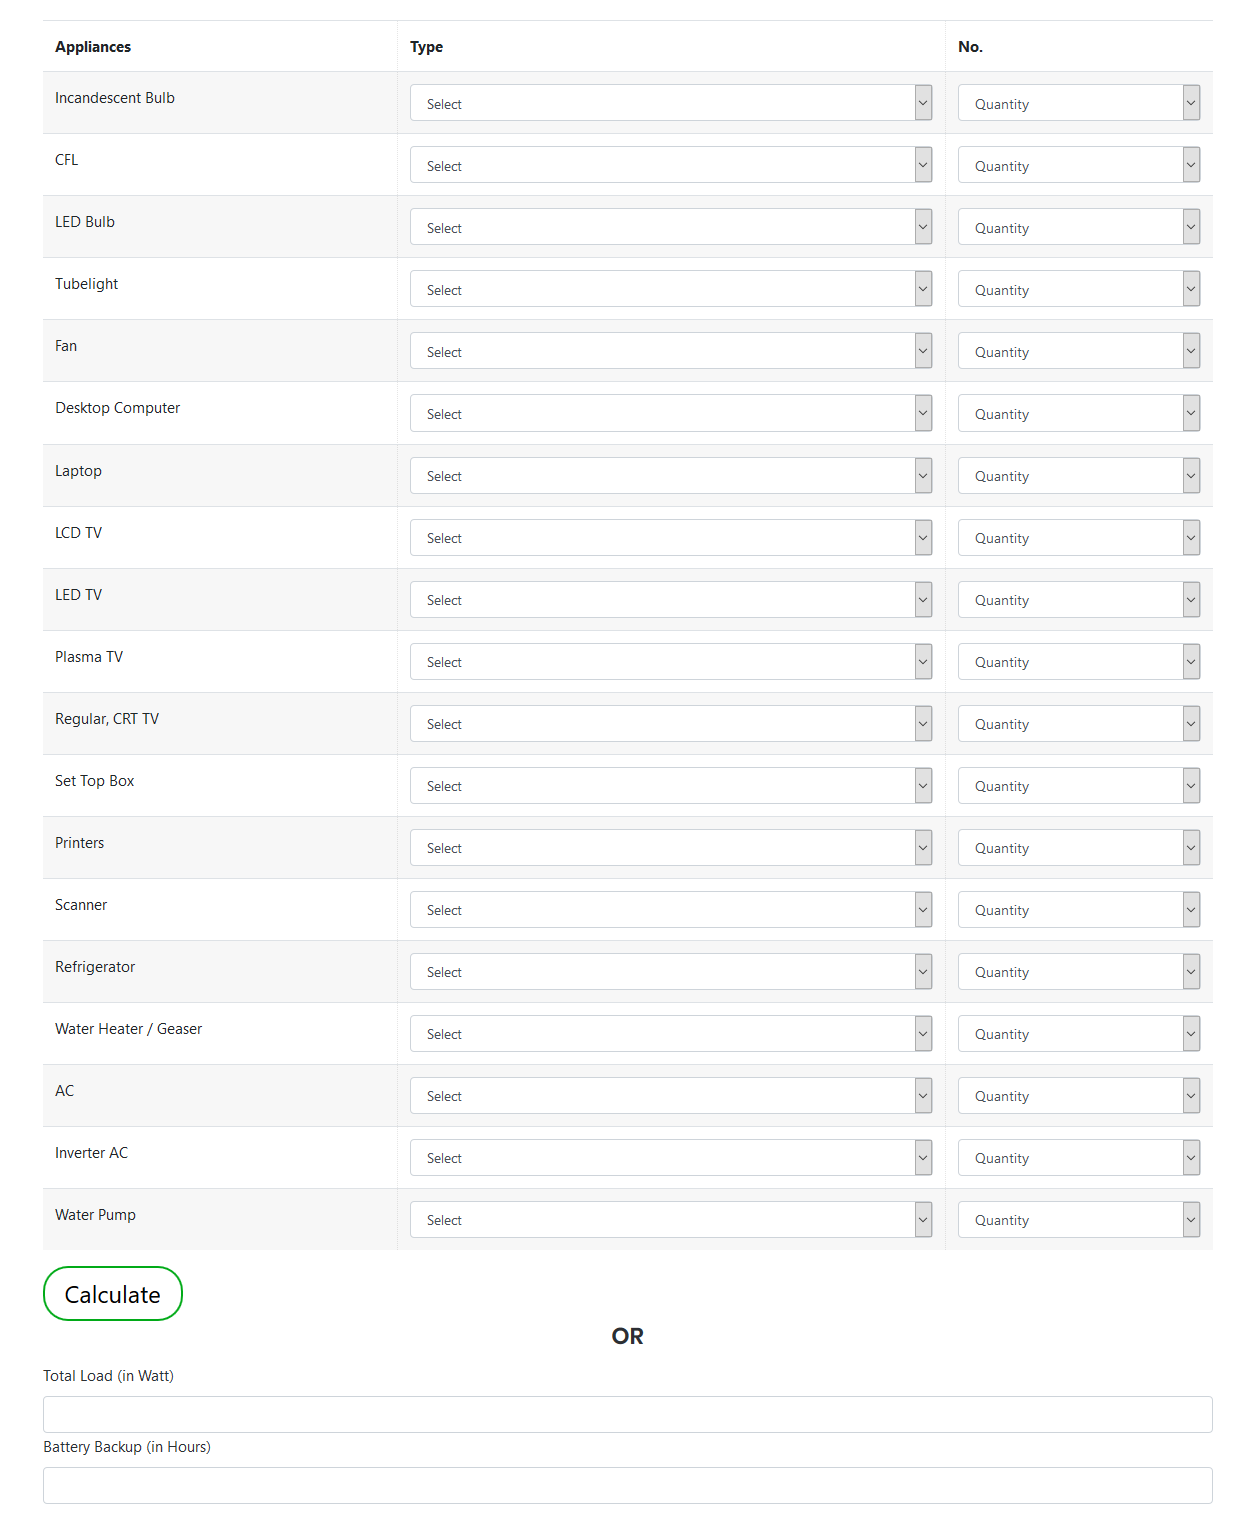 Appliances Type No.
Incandescent Bulb Select Quantity
CFL Select Quantity
LED Bulb Select Quantity
Tubelight Select Quantity
Fan Select Quantity
Desktop Computer Select Quantity
Laptop Select Quantity
LCD TV Select Quantity
LED TV Select Quantity
Plasma TV Select Quantity
Regular, CRT TV Select Quantity
Set Top Box Select Quantity
Printers Select Quantity
Scanner Select Quantity
Refrigerator Select Quantity
Water Heater / Geaser Select Quantity
AC Select Quantity
Inverter AC Select Quantity
Water Pump Select Quantity
Calculate
OR
Total Load (in Watt)
Battery Backup (in Hours)